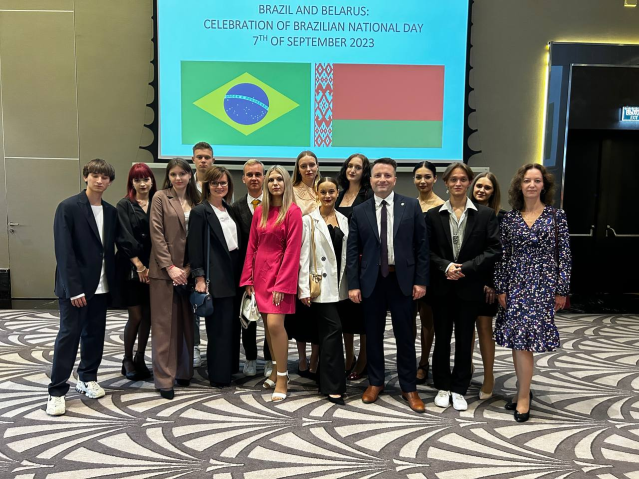 BRAZIL AND BELARUS:
CELEBRATION OF BRAZILIAN NATIONAL DAY
7TH OF SEPTEMBER 2023